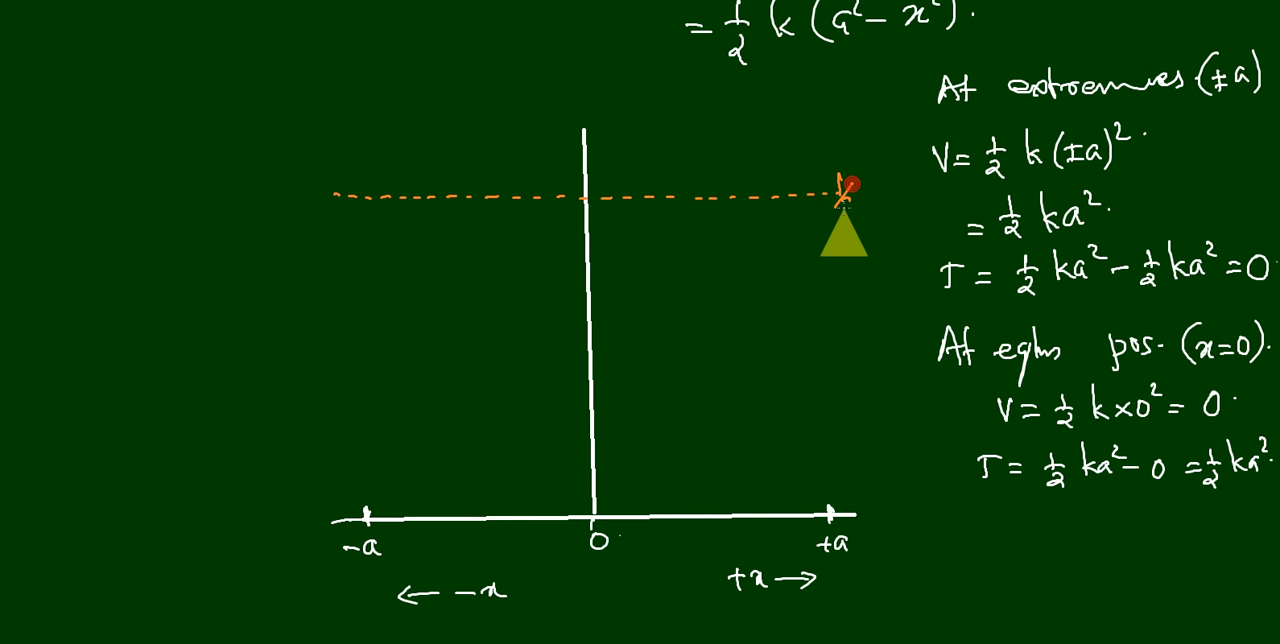 = 1/2 k (a² − x²).
At extremes (±a)
V = 1/2 k (±a)².
= 1/2 ka².
T = 1/2 ka² − 1/2 ka² = 0
At eqlm pos. (x=0).
V = 1/2 k×0² = 0.
T = 1/2 ka² − 0 = 1/2 ka².
−a 0 +a
← −x +x →